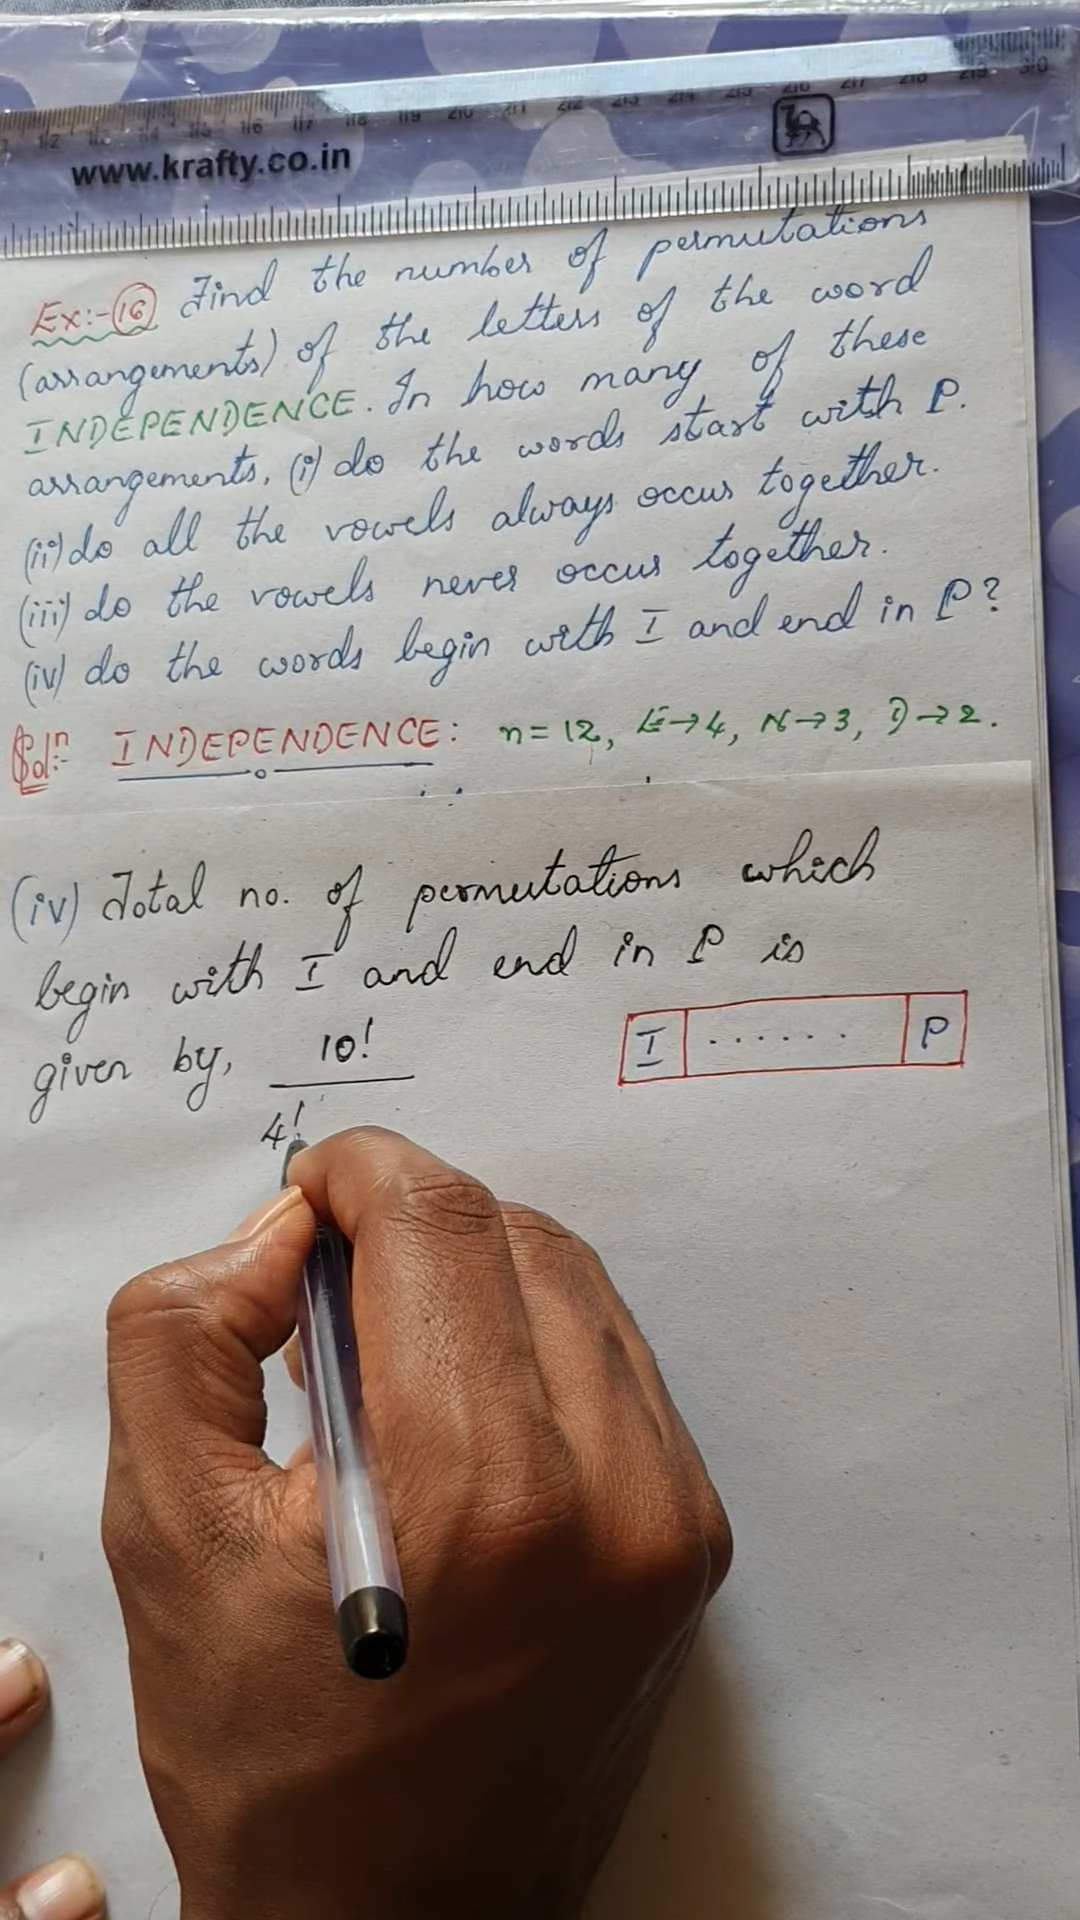 www.krafty.co.in
Ex:-(16) Find the number of permutations
(arrangements) of the letters of the word
INDEPENDENCE. In how many of these
arrangements, (i) do the words start with P.
(ii) do all the vowels always occur together.
(iii) do the vowels never occur together.
(iv) do the words begin with I and end in P?
Solⁿ:- INDEPENDENCE: n=12, E→4, N→3, D→2.
(iv) Total no. of permutations which
begin with I and end in P is
given by, 10!
I ...... P
4!